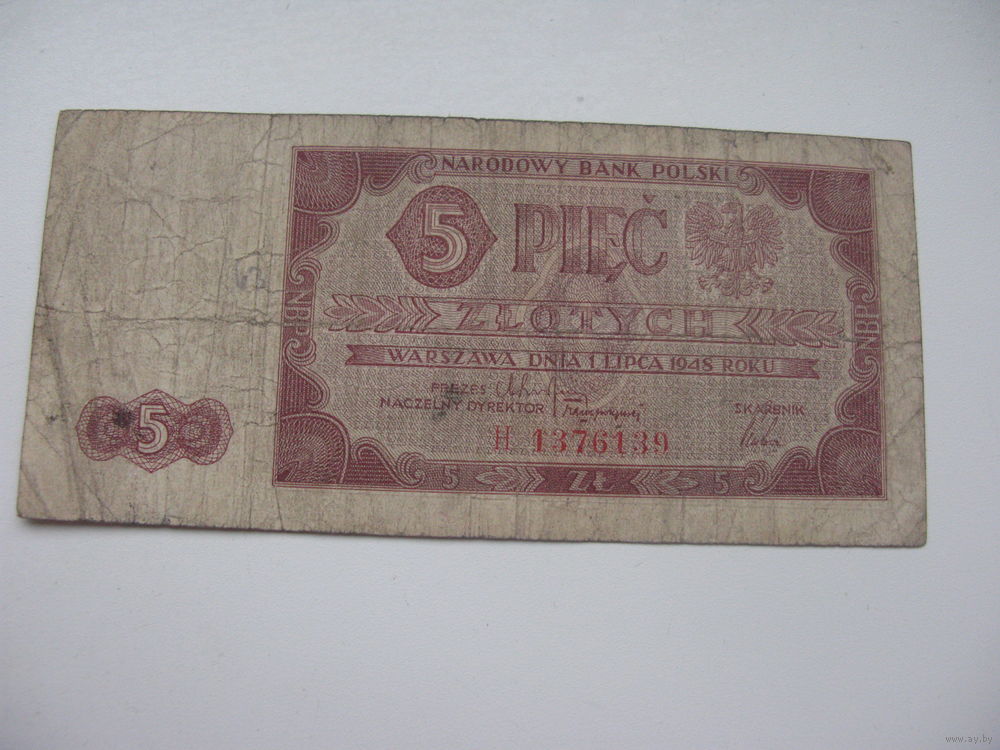 NARODOWY BANK POLSKI
5 PIĘĆ
ZŁOTYCH
NBP
NBP
WARSZAWA DNIA 1 LIPCA 1948 ROKU
PREZES
NACZELNY DYREKTOR
SKARBNIK
H 1376139
5
5 ZŁ 5
www.ay.by